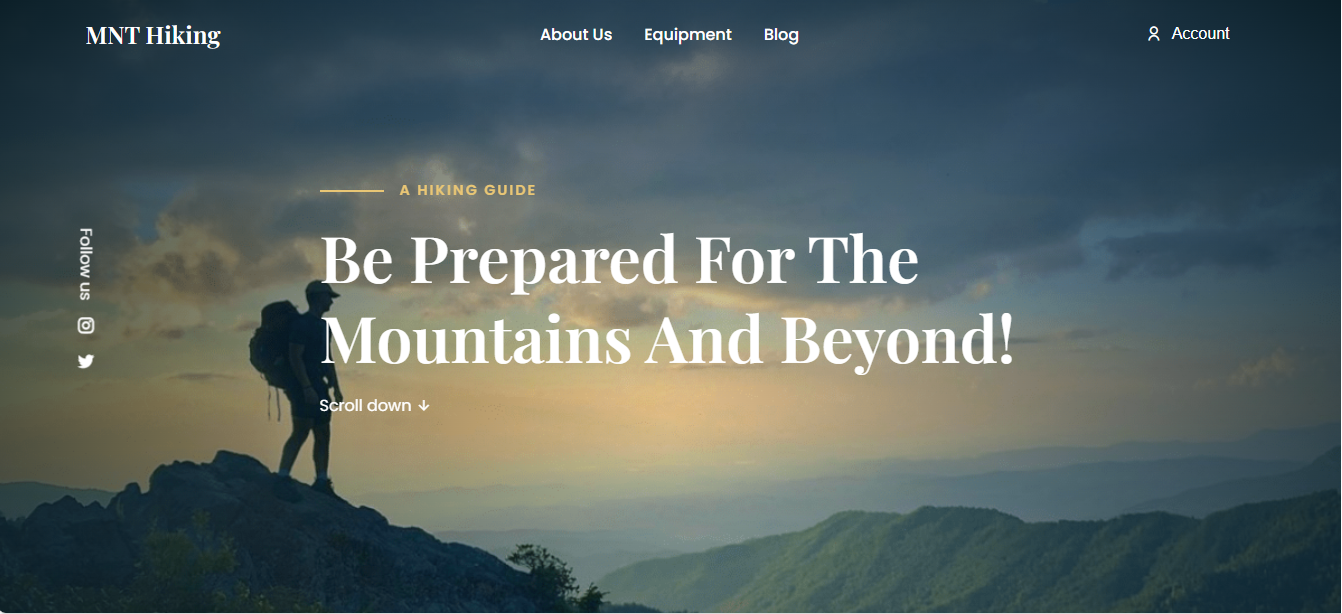 MNT Hiking
About Us
Equipment
Blog
Account
A HIKING GUIDE
Be Prepared For The
Mountains And Beyond!
Scroll down ↓
Follow us